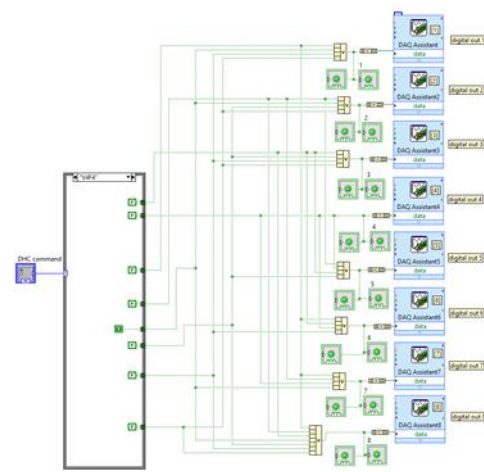 DAQ Assistant
data
digital out 1
1
DAQ Assistant2
data
digital out 2
2
DAQ Assistant3
data
digital out 3
3
DAQ Assistant4
data
digital out 4
4
DHC command
DAQ Assistant5
data
digital out 5
5
DAQ Assistant6
data
digital out 6
6
DAQ Assistant7
data
digital out 7
7
DAQ Assistant8
data
digital out
8